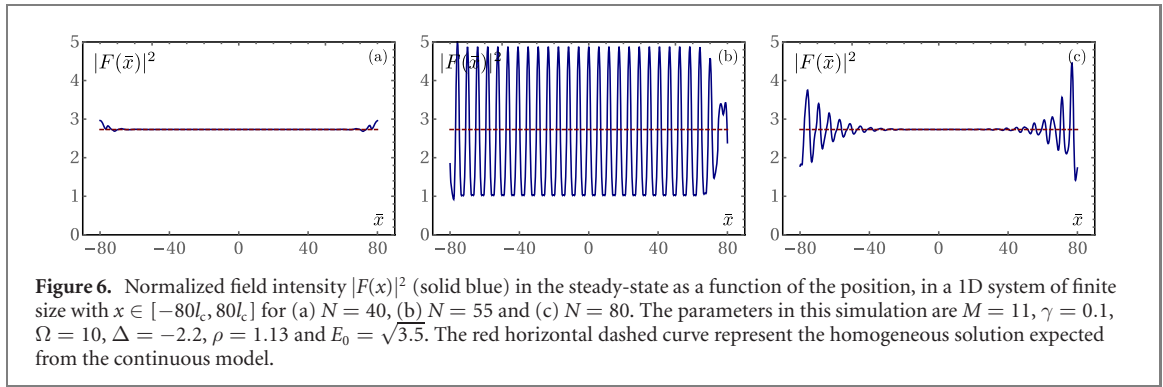 5
4
3
2
1
0
−80
−40
0
40
80
|F(x̄)|²
(a)
x̄
5
4
3
2
1
0
−80
−40
0
40
80
|F(x̄)|²
(b)
x̄
5
4
3
2
1
0
−80
−40
0
40
80
|F(x̄)|²
(c)
x̄
Figure 6. Normalized field intensity |F(x)|² (solid blue) in the steady-state as a function of the position, in a 1D system of finite
size with x ∈ [−80l_c, 80l_c] for (a) N = 40, (b) N = 55 and (c) N = 80. The parameters in this simulation are M = 11, γ = 0.1,
Ω = 10, Δ = −2.2, ρ = 1.13 and E₀ = √3.5. The red horizontal dashed curve represent the homogeneous solution expected
from the continuous model.